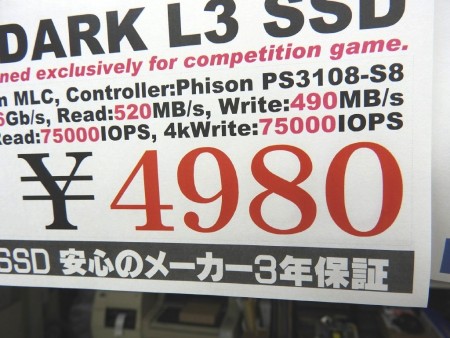 DARK L3 SSD
ned exclusively for competition game.
m MLC, Controller:Phison PS3108-S8
6Gb/s, Read:520MB/s, Write:490MB/s
Read:75000IOPS, 4kWrite:75000IOPS
¥4980
SSD 安心のメーカー3年保証